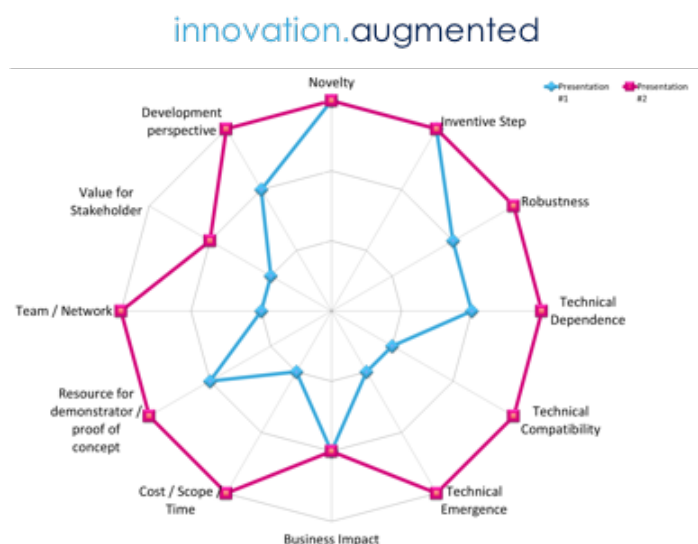 innovation.augmented
Novelty
Presentation
#1
Presentation
#2
Development
perspective
Inventive Step
Value for
Stakeholder
Robustness
Team / Network
Technical
Dependence
Resource for
demonstrator /
proof of
concept
Technical
Compatibility
Cost / Scope /
Time
Technical
Emergence
Business Impact